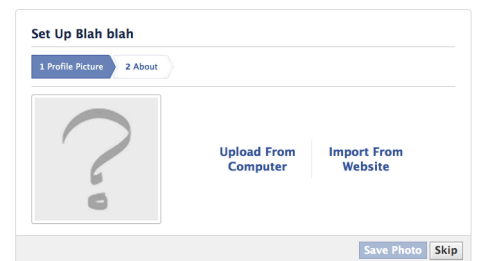 Set Up Blah blah
1 Profile Picture 2 About
?
Upload From Computer
Import From Website
Save Photo Skip